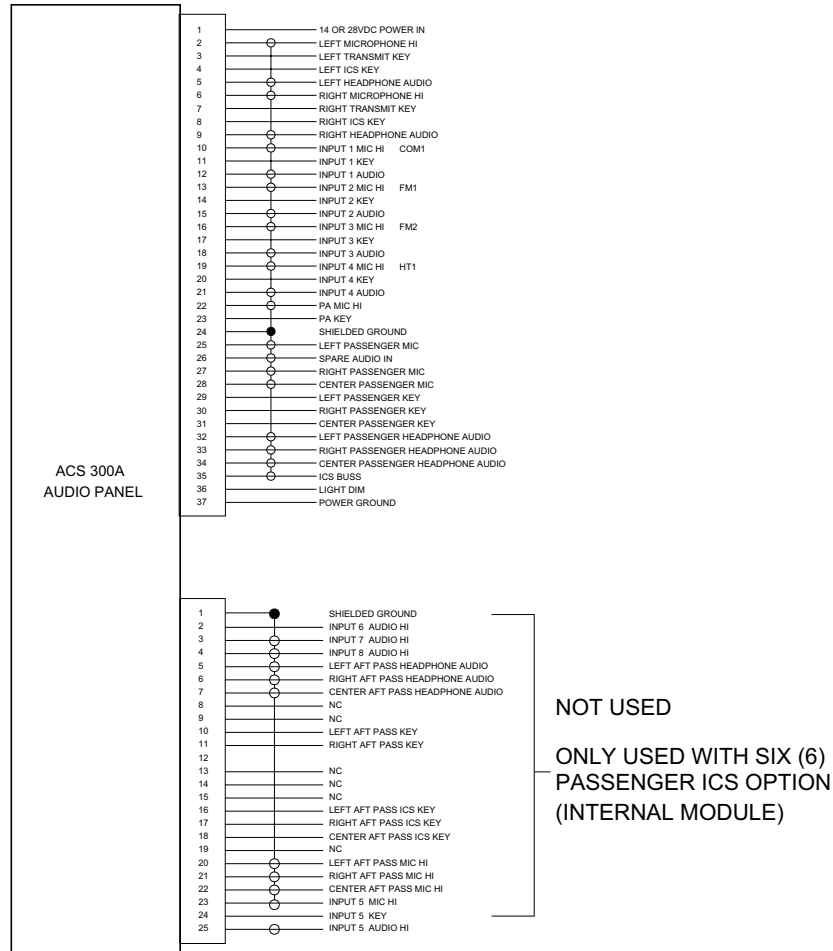 ACS 300A
AUDIO PANEL
1 14 OR 28VDC POWER IN
2 LEFT MICROPHONE HI
3 LEFT TRANSMIT KEY
4 LEFT ICS KEY
5 LEFT HEADPHONE AUDIO
6 RIGHT MICROPHONE HI
7 RIGHT TRANSMIT KEY
8 RIGHT ICS KEY
9 RIGHT HEADPHONE AUDIO
10 INPUT 1 MIC HI COM1
11 INPUT 1 KEY
12 INPUT 1 AUDIO
13 INPUT 2 MIC HI FM1
14 INPUT 2 KEY
15 INPUT 2 AUDIO
16 INPUT 3 MIC HI FM2
17 INPUT 3 KEY
18 INPUT 3 AUDIO
19 INPUT 4 MIC HI HT1
20 INPUT 4 KEY
21 INPUT 4 AUDIO
22 PA MIC HI
23 PA KEY
24 SHIELDED GROUND
25 LEFT PASSENGER MIC
26 SPARE AUDIO IN
27 RIGHT PASSENGER MIC
28 CENTER PASSENGER MIC
29 LEFT PASSENGER KEY
30 RIGHT PASSENGER KEY
31 CENTER PASSENGER KEY
32 LEFT PASSENGER HEADPHONE AUDIO
33 RIGHT PASSENGER HEADPHONE AUDIO
34 CENTER PASSENGER HEADPHONE AUDIO
35 ICS BUSS
36 LIGHT DIM
37 POWER GROUND
1 SHIELDED GROUND
2 INPUT 6 AUDIO HI
3 INPUT 7 AUDIO HI
4 INPUT 8 AUDIO HI
5 LEFT AFT PASS HEADPHONE AUDIO
6 RIGHT AFT PASS HEADPHONE AUDIO
7 CENTER AFT PASS HEADPHONE AUDIO
8 NC
9 NC
10 LEFT AFT PASS KEY
11 RIGHT AFT PASS KEY
12
13 NC
14 NC
15 NC
16 LEFT AFT PASS ICS KEY
17 RIGHT AFT PASS ICS KEY
18 CENTER AFT PASS ICS KEY
19 NC
20 LEFT AFT PASS MIC HI
21 RIGHT AFT PASS MIC HI
22 CENTER AFT PASS MIC HI
23 INPUT 5 MIC HI
24 INPUT 5 KEY
25 INPUT 5 AUDIO HI
NOT USED
ONLY USED WITH SIX (6)
PASSENGER ICS OPTION
(INTERNAL MODULE)